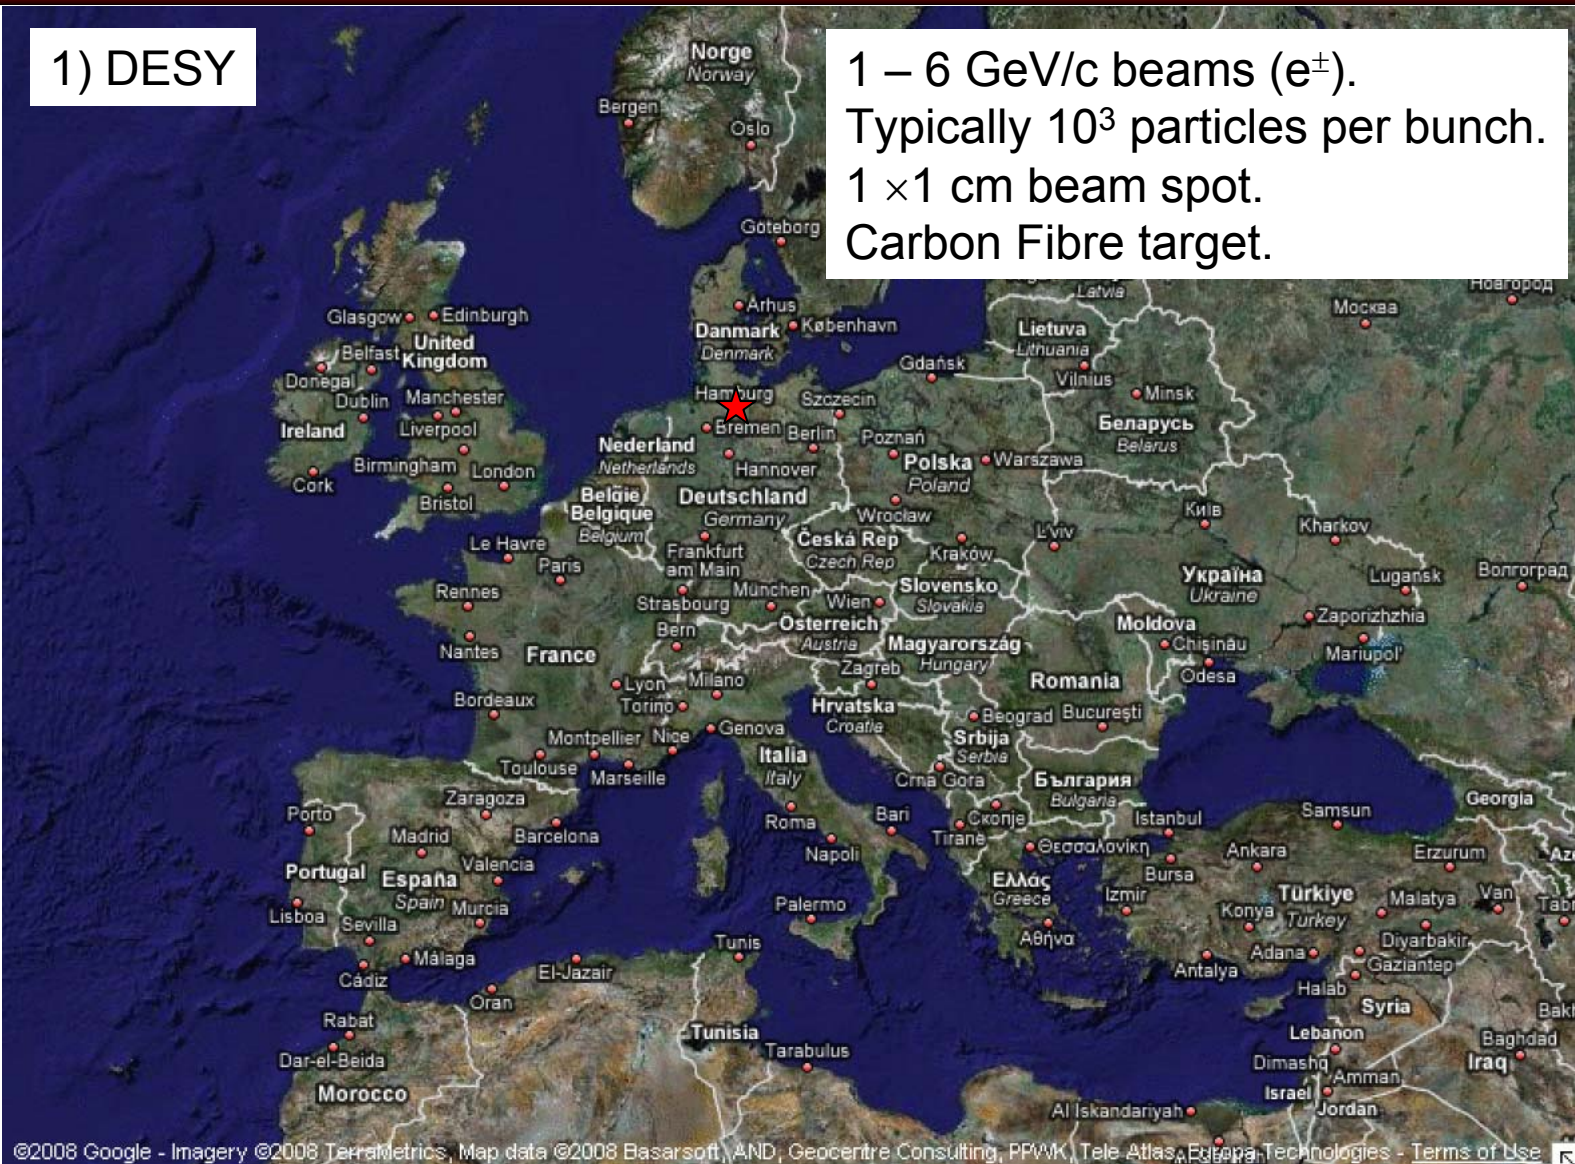 1) DESY
1 – 6 GeV/c beams (e±).
Typically 10³ particles per bunch.
1 ×1 cm beam spot.
Carbon Fibre target.
Norge
Norway
Bergen
Oslo
Göteborg
Latvia
Москва
Århus
Danmark
København
Denmark
Lietuva
Lithuania
Glasgow
Edinburgh
United
Kingdom
Belfast
Donegal
Dublin
Manchester
Ireland
Liverpool
Birmingham
London
Cork
Bristol
Gdańsk
Vilnius
Minsk
Hamburg
Szczecin
Bremen
Berlin
Poznań
Беларусь
Belarus
Nederland
Netherlands
Hannover
Polska
Poland
Warszawa
België
Belgique
Belgium
Deutschland
Germany
Wrocław
Київ
Kharkov
Le Havre
Paris
Frankfurt
am Main
Česká Rep
Czech Rep
Kraków
L'viv
Rennes
Strasbourg
München
Wien
Slovensko
Slovakia
Україна
Ukraine
Lugansk
Волгоград
Zaporizhzhia
Nantes
France
Bern
Österreich
Austria
Magyarország
Hungary
Moldova
Chişinău
Mariupol'
Odesa
Zagreb
Lyon
Milano
Torino
Romania
Bordeaux
Hrvatska
Croatia
Beograd
Bucureşti
Genova
Montpellier
Nice
Srbija
Serbia
Toulouse
Marseille
Italia
Italy
Crna Gora
България
Bulgaria
Georgia
Zaragoza
Porto
Madrid
Barcelona
Roma
Bari
Скопје
Tiranë
Istanbul
Samsun
Napoli
Θεσσαλονίκη
Ankara
Erzurum
Portugal
España
Spain
Valencia
Bursa
Ελλάς
Greece
Izmir
Türkiye
Turkey
Malatya
Van
Lisboa
Sevilla
Murcia
Palermo
Konya
Αθήνα
Diyarbakir
Málaga
Tunis
Adana
Gaziantep
Cádiz
El-Jazair
Antalya
Oran
Halab
Syria
Rabat
Tunisia
Lebanon
Baghdad
Dar-el-Beida
Tarabulus
Dimashq
Iraq
Morocco
Amman
Israel
Al Iskandariyah
Jordan
©2008 Google - Imagery ©2008 TerraMetrics, Map data ©2008 Basarsoft, AND, Geocentre Consulting, PPWK, Tele Atlas, Europa Technologies - Terms of Use